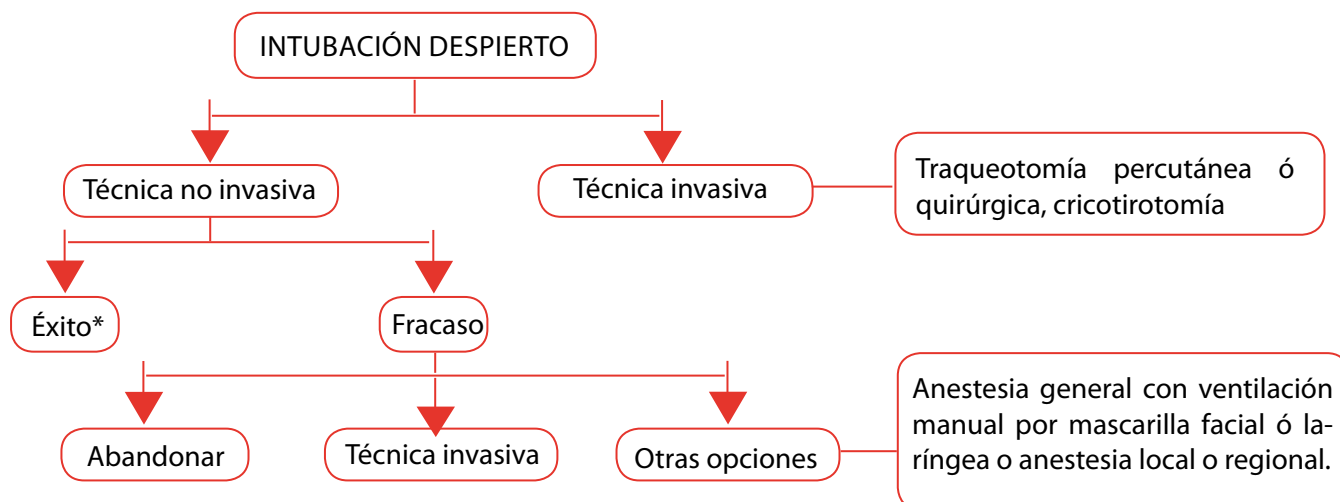 INTUBACIÓN DESPIERTO
Técnica no invasiva
Técnica invasiva
Traqueotomía percutánea ó
quirúrgica, cricotirotomía
Éxito*
Fracaso
Abandonar
Técnica invasiva
Otras opciones
Anestesia general con ventilación
manual por mascarilla facial ó la-
ríngea o anestesia local o regional.